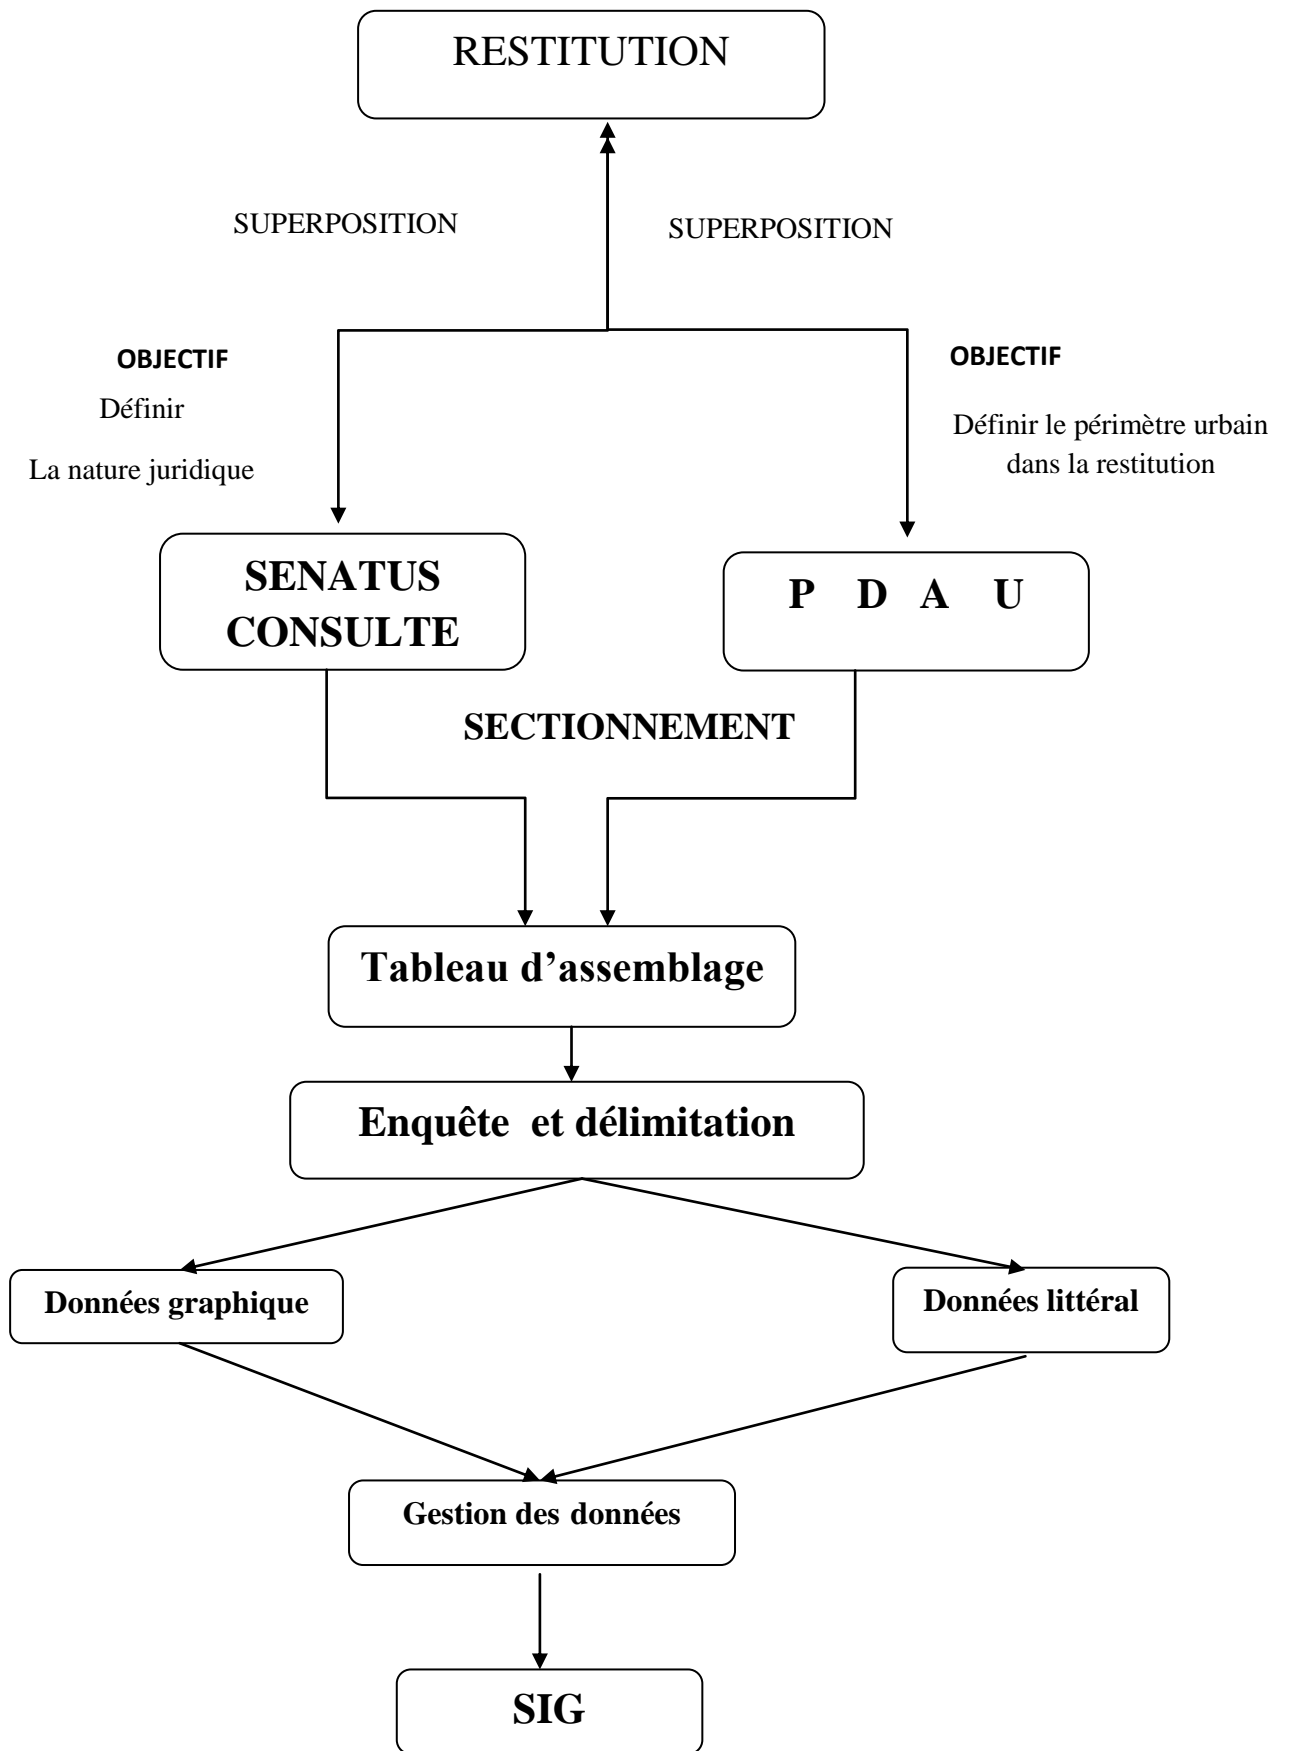 RESTITUTION
SUPERPOSITION
SUPERPOSITION
OBJECTIF
Définir
La nature juridique
OBJECTIF
Définir le périmètre urbain
dans la restitution
SENATUS
CONSULTE
P D A U
SECTIONNEMENT
Tableau d’assemblage
Enquête et délimitation
Données graphique
Données littéral
Gestion des données
SIG